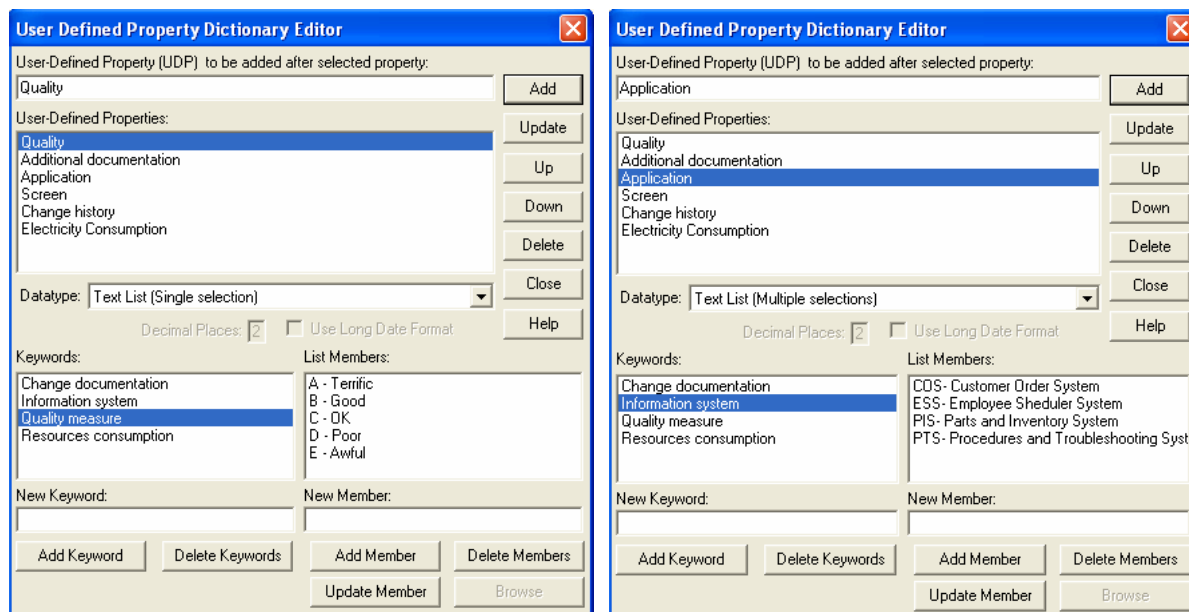 User Defined Property Dictionary Editor
User-Defined Property (UDP) to be added after selected property:
Quality
Add
User-Defined Properties:
Update
Quality
Additional documentation
Application
Screen
Change history
Electricity Consumption
Up
Down
Delete
Close
Datatype: Text List (Single selection)
Decimal Places: 2 Use Long Date Format
Help
Keywords:
Change documentation
Information system
Quality measure
Resources consumption
List Members:
A - Terrific
B - Good
C - OK
D - Poor
E - Awful
New Keyword:
New Member:
Add Keyword
Delete Keywords
Add Member
Delete Members
Update Member
Browse
User Defined Property Dictionary Editor
User-Defined Property (UDP) to be added after selected property:
Application
Add
User-Defined Properties:
Update
Quality
Additional documentation
Application
Screen
Change history
Electricity Consumption
Up
Down
Delete
Close
Datatype: Text List (Multiple selections)
Decimal Places: 2 Use Long Date Format
Help
Keywords:
Change documentation
Information system
Quality measure
Resources consumption
List Members:
COS- Customer Order System
ESS- Employee Sheduler System
PIS- Parts and Inventory System
PTS- Procedures and Troubleshooting Syst
New Keyword:
New Member:
Add Keyword
Delete Keywords
Add Member
Delete Members
Update Member
Browse